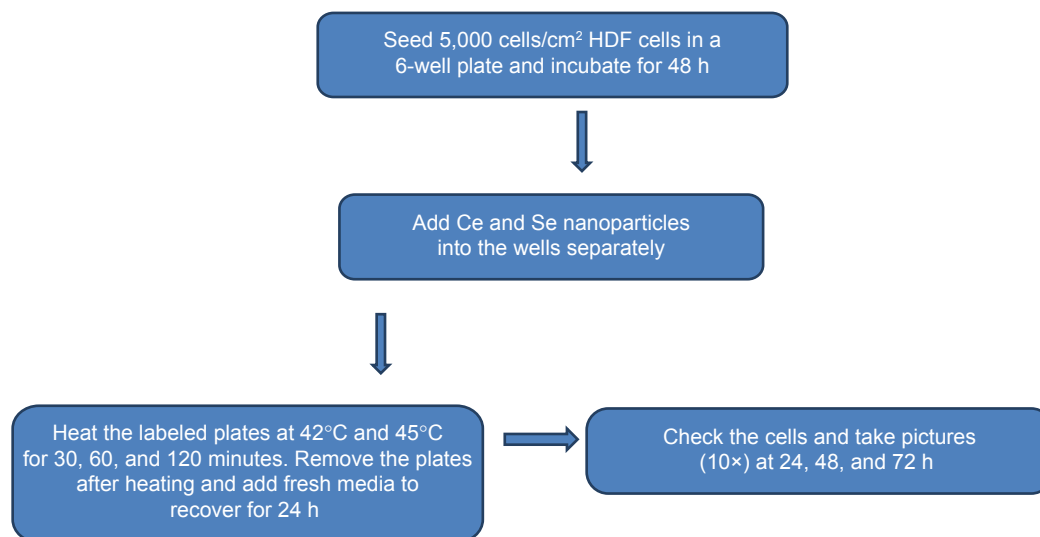 Seed 5,000 cells/cm² HDF cells in a
6-well plate and incubate for 48 h
Add Ce and Se nanoparticles
into the wells separately
Heat the labeled plates at 42°C and 45°C
for 30, 60, and 120 minutes. Remove the plates
after heating and add fresh media to
recover for 24 h
Check the cells and take pictures
(10×) at 24, 48, and 72 h